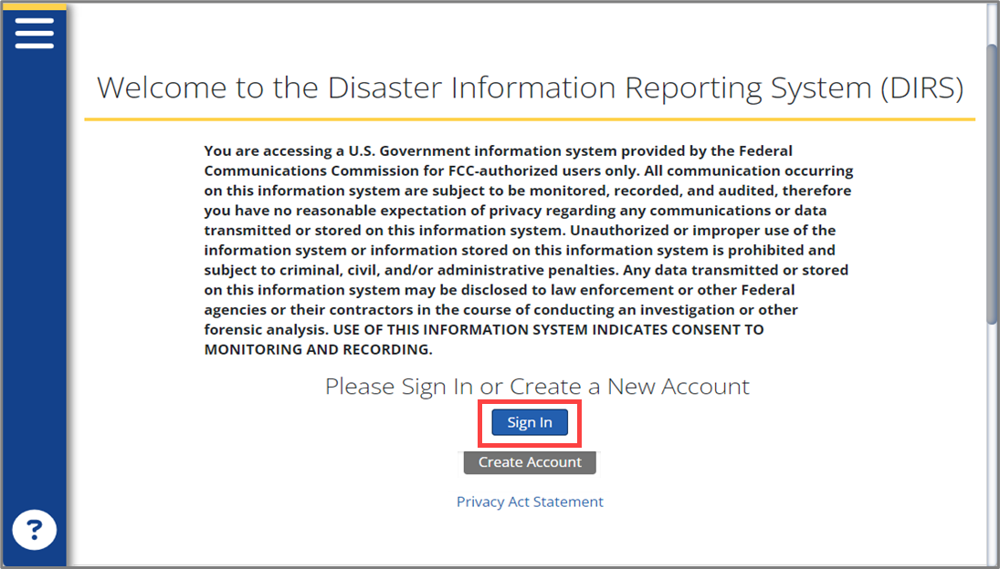 Welcome to the Disaster Information Reporting System (DIRS)
You are accessing a U.S. Government information system provided by the Federal
Communications Commission for FCC-authorized users only. All communication occurring
on this information system are subject to be monitored, recorded, and audited, therefore
you have no reasonable expectation of privacy regarding any communications or data
transmitted or stored on this information system. Unauthorized or improper use of the
information system or information stored on this information system is prohibited and
subject to criminal, civil, and/or administrative penalties. Any data transmitted or stored
on this information system may be disclosed to law enforcement or other Federal
agencies or their contractors in the course of conducting an investigation or other
forensic analysis. USE OF THIS INFORMATION SYSTEM INDICATES CONSENT TO
MONITORING AND RECORDING.
Please Sign In or Create a New Account
Sign In
Create Account
Privacy Act Statement
?